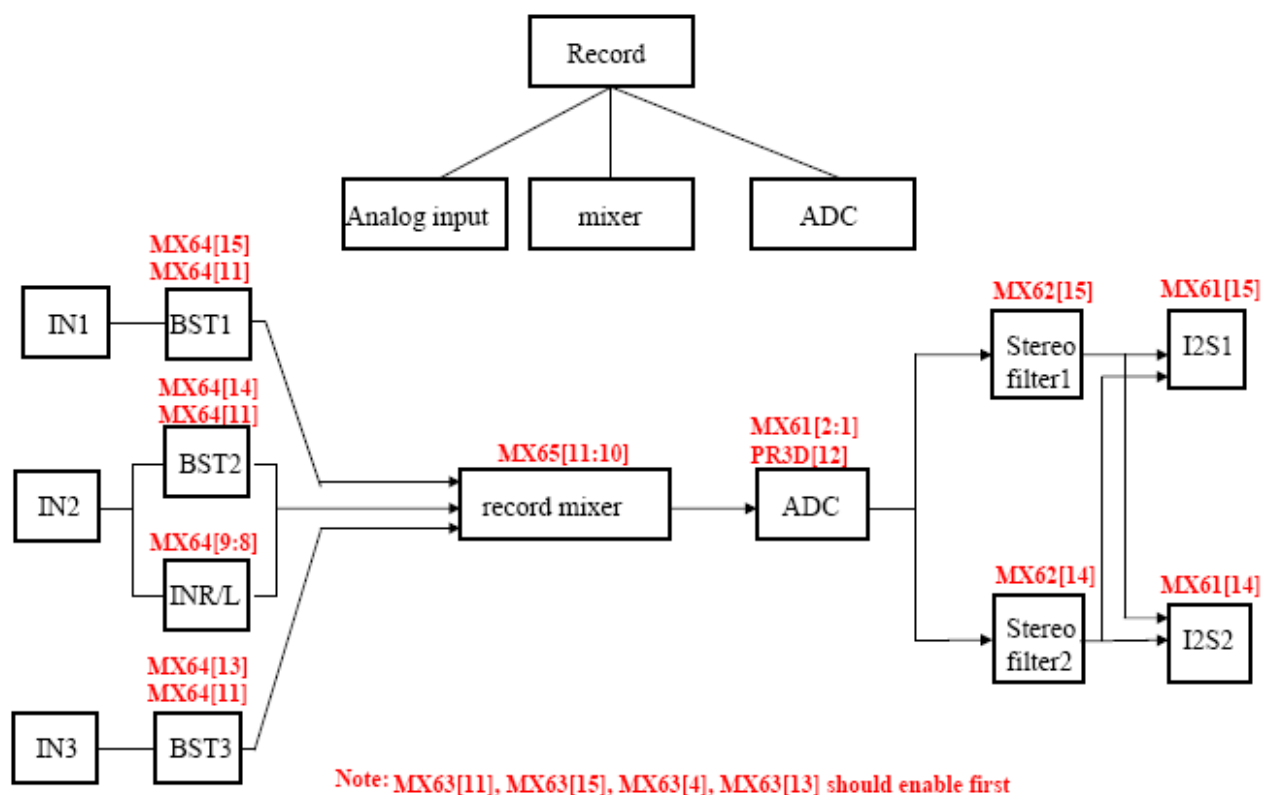 Record
Analog input
mixer
ADC
MX64[15]
MX64[11]
IN1
BST1
MX64[14]
MX64[11]
IN2
BST2
MX64[9:8]
INR/L
MX64[13]
MX64[11]
IN3
BST3
MX65[11:10]
record mixer
MX61[2:1]
PR3D[12]
ADC
MX62[15]
Stereo
filter1
MX61[15]
I2S1
MX62[14]
Stereo
filter2
MX61[14]
I2S2
Note: MX63[11], MX63[15], MX63[4], MX63[13] should enable first